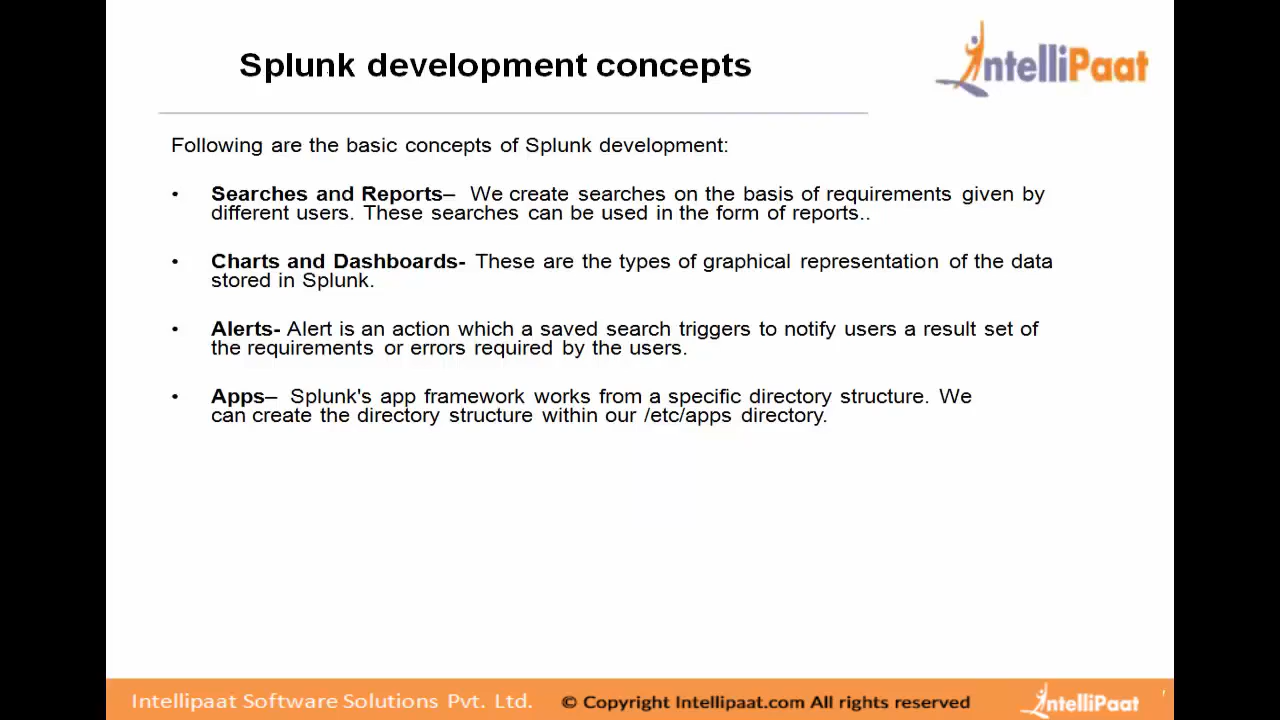 Splunk development concepts
IntelliPaat
Following are the basic concepts of Splunk development:
• Searches and Reports– We create searches on the basis of requirements given by
different users. These searches can be used in the form of reports..
• Charts and Dashboards- These are the types of graphical representation of the data
stored in Splunk.
• Alerts- Alert is an action which a saved search triggers to notify users a result set of
the requirements or errors required by the users.
• Apps– Splunk's app framework works from a specific directory structure. We
can create the directory structure within our /etc/apps directory.
Intellipaat Software Solutions Pvt. Ltd. © Copyright Intellipaat.com All rights reserved IntelliPaat